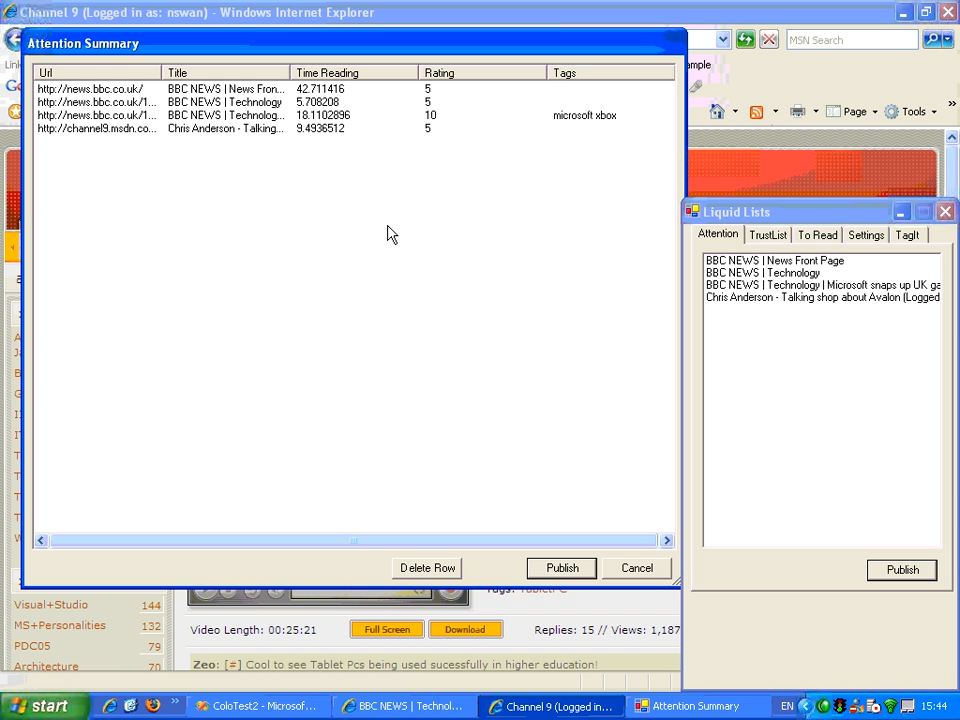 Channel 9 (Logged in as: nswan) - Windows Internet Explorer
Attention Summary
MSN Search
Url Title Time Reading Rating Tags
http://news.bbc.co.uk/ BBC NEWS | News Fron... 42.711416 5
http://news.bbc.co.uk/1... BBC NEWS | Technology 5.708208 5
http://news.bbc.co.uk/1... BBC NEWS | Technolog... 18.1102896 10 microsoft xbox
http://channel9.msdn.co... Chris Anderson - Talking... 9.4936512 5
Page Tools
Liquid Lists
Attention TrustList To Read Settings TagIt
BBC NEWS | News Front Page
BBC NEWS | Technology
BBC NEWS | Technology | Microsoft snaps up UK ga
Chris Anderson - Talking shop about Avalon (Logged
Delete Row Publish Cancel
Publish
Visual+Studio 144
MS+Personalities 132
PDC05 79
Architecture 70
Video Length: 00:25:21 Full Screen Download Replies: 15 // Views: 1,187
Zeo: [#] Cool to see Tablet Pcs being used sucessfully in higher education!
start ColoTest2 - Microsof... BBC NEWS | Technol... Channel 9 (Logged in... Attention Summary EN 15:44